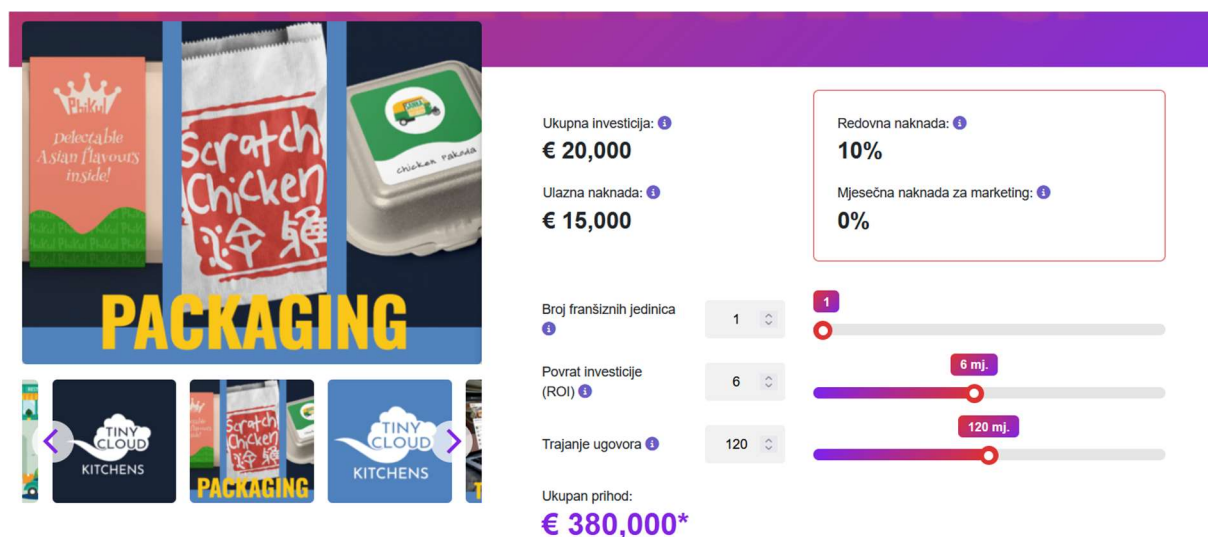 Phikul
Delectable
Asian flavours
inside!
Scratch
Chicken
chicken Pakoda
PACKAGING
TINY
CLOUD
KITCHENS
Scratch
Chicken
PACKAGING
TINY
CLOUD
KITCHENS
Ukupna investicija:
€ 20,000
Ulazna naknada:
€ 15,000
Redovna naknada:
10%
Mjesečna naknada za marketing:
0%
Broj franšiznih jedinica
1
1
Povrat investicije
(ROI)
6
6 mj.
Trajanje ugovora
120
120 mj.
Ukupan prihod:
€ 380,000*